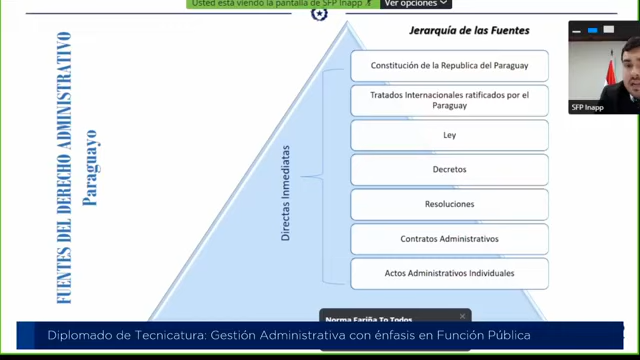 Usted está viendo la pantalla de SFP Inapp
Ver opciones
Jerarquía de las Fuentes
FUENTES DEL DERECHO ADMINISTRATIVO
Paraguayo
Directas Inmediatas
Constitución de la Republica del Paraguay
Tratados Internacionales ratificados por el
Paraguay
Ley
Decretos
Resoluciones
Contratos Administrativos
Actos Administrativos Individuales
SFP Inapp
Norma Fariña To Todos
Diplomado de Tecnicatura: Gestión Administrativa con énfasis en Función Pública